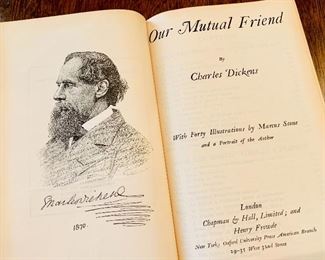 Charles Dickens
1870.
Our Mutual Friend
By
Charles Dickens
With Forty Illustrations by Marcus Stone
and a Portrait of the Author
London
Chapman & Hall, Limited; and
Henry Frowde
New York: Oxford University Press American Branch
29-31 West 32nd Street